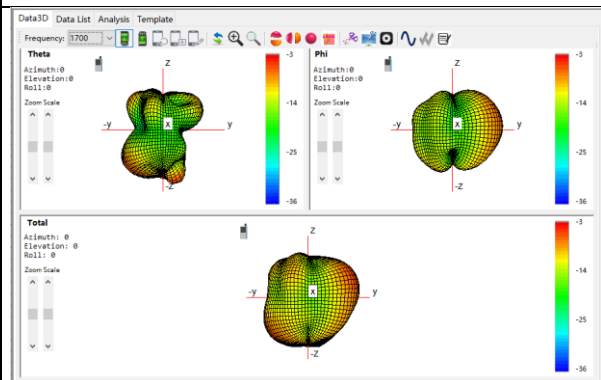 Data3D Data List Analysis Template
Frequency: 1700
Theta
Azimuth:0
Elevation:0
Roll:0
Zoom Scale
Z
-y
x
y
-Z
-3
-14
-25
-36
Phi
Azimuth:0
Elevation:0
Roll:0
Zoom Scale
Z
-y
x
y
-Z
-3
-14
-25
-36
Total
Azimuth: 0
Elevation: 0
Roll: 0
Zoom Scale
Z
-y
x
y
-Z
-3
-14
-25
-36